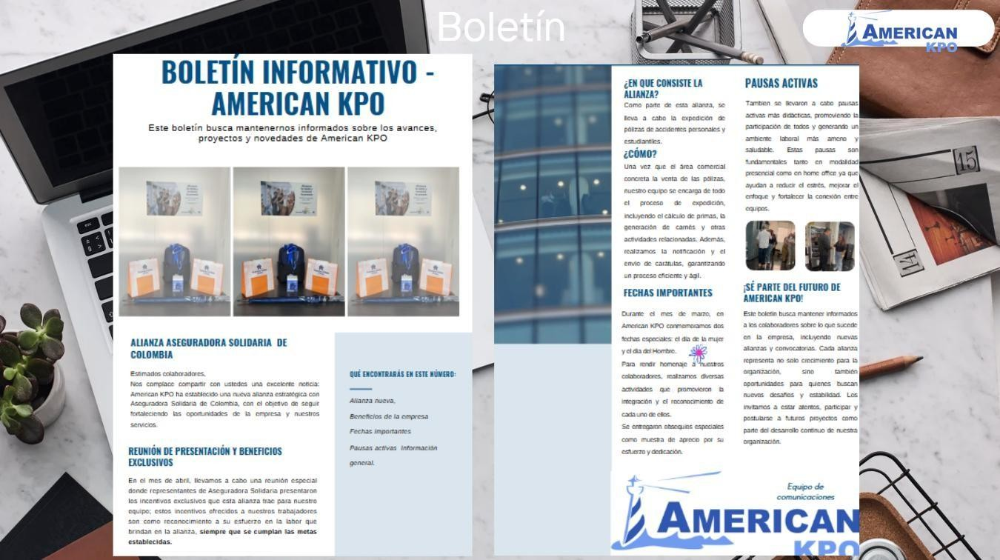 Boletín
AMERICAN
KPO
BOLETÍN INFORMATIVO -
AMERICAN KPO
Este boletín busca mantenernos informados sobre los avances,
proyectos y novedades de American KPO
ALIANZA ASEGURADORA SOLIDARIA DE
COLOMBIA
Estimados colaboradores,
Nos complace compartir con ustedes una excelente noticia:
American KPO ha establecido una nueva alianza estratégica con
Aseguradora Solidaria de Colombia, con el objetivo de seguir
fortaleciendo las oportunidades de la empresa y nuestros
servicios.
REUNIÓN DE PRESENTACIÓN Y BENEFICIOS
EXCLUSIVOS
En el mes de abril, llevamos a cabo una reunión especial
donde representantes de Aseguradora Solidaria presentaron
los incentivos exclusivos que esta alianza trae para nuestro
equipo; estos incentivos ofrecidos a nuestros trabajadores
son como reconocimiento a su esfuerzo en la labor que
brindan en la alianza, siempre que se cumplan las metas
establecidas.
QUÉ ENCONTRARÁS EN ESTE NÚMERO:
Alianza nueva,
Beneficios de la empresa
Fechas importantes
Pausas activas Información
general.
¿EN QUE CONSISTE LA
ALIANZA?
Como parte de esta alianza, se
lleva a cabo la expedición de
pólizas de accidentes personales y
estudiantiles.
¿CÓMO?
Una vez que el área comercial
concreta la venta de las pólizas,
nuestro equipo se encarga de todo
el proceso de expedición,
incluyendo el cálculo de primas, la
generación de carnés y otras
actividades relacionadas. Además,
realizamos la notificación y el
envío de carátulas, garantizando
un proceso eficiente y ágil.
FECHAS IMPORTANTES
Durante el mes de marzo, en
American KPO conmemoramos dos
fechas especiales: el día de la mujer
y el día del Hombre.
Para rendir homenaje a nuestros
colaboradores, realizamos diversas
actividades que promovieron la
integración y el reconocimiento de
cada uno de ellos.
Se entregaron obsequios especiales
como muestra de aprecio por su
esfuerzo y dedicación.
PAUSAS ACTIVAS
Tambien se llevaron a cabo pausas
activas más didácticas, promoviendo la
participación de todos y generando un
ambiente laboral más ameno y
saludable. Estas pausas son
fundamentales tanto en modalidad
presencial como en home office ya que
ayudan a reducir el estrés, mejorar el
enfoque y fortalecer la conexión entre
equipos.
¡SÉ PARTE DEL FUTURO DE
AMERICAN KPO!
Este boletín busca mantener informados
a los colaboradores sobre lo que sucede
en la empresa, incluyendo nuevas
alianzas y convocatorias. Cada alianza
representa no solo crecimiento para la
organización, sino también
oportunidades para quienes buscan
nuevos desafíos y estabilidad. Los
invitamos a estar atentos, participar y
postularse a futuros proyectos como
parte del desarrollo continuo de nuestra
organización.
Equipo de
comunicaciones
AMERICAN
KPO
15
14
esc